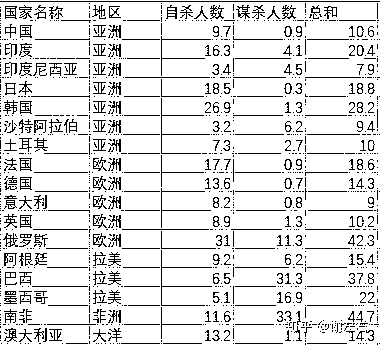 国家名称 地区 自杀人数 谋杀人数 总和
中国 亚洲 9.7 0.9 10.6
印度 亚洲 16.3 4.1 20.4
印度尼西亚 亚洲 3.4 4.5 7.9
日本 亚洲 18.5 0.3 18.8
韩国 亚洲 26.9 1.3 28.2
沙特阿拉伯 亚洲 3.2 6.2 9.4
土耳其 亚洲 7.3 2.7 10
法国 欧洲 17.7 0.9 18.6
德国 欧洲 13.6 0.7 14.3
意大利 欧洲 8.2 0.8 9
英国 欧洲 8.9 1.3 10.2
俄罗斯 欧洲 31 11.3 42.3
阿根廷 拉美 9.2 6.2 15.4
巴西 拉美 6.5 31.3 37.8
墨西哥 拉美 5.1 16.9 22
南非 非洲 11.6 33.1 44.7
澳大利亚 大洋 13.2 1.1 14.3